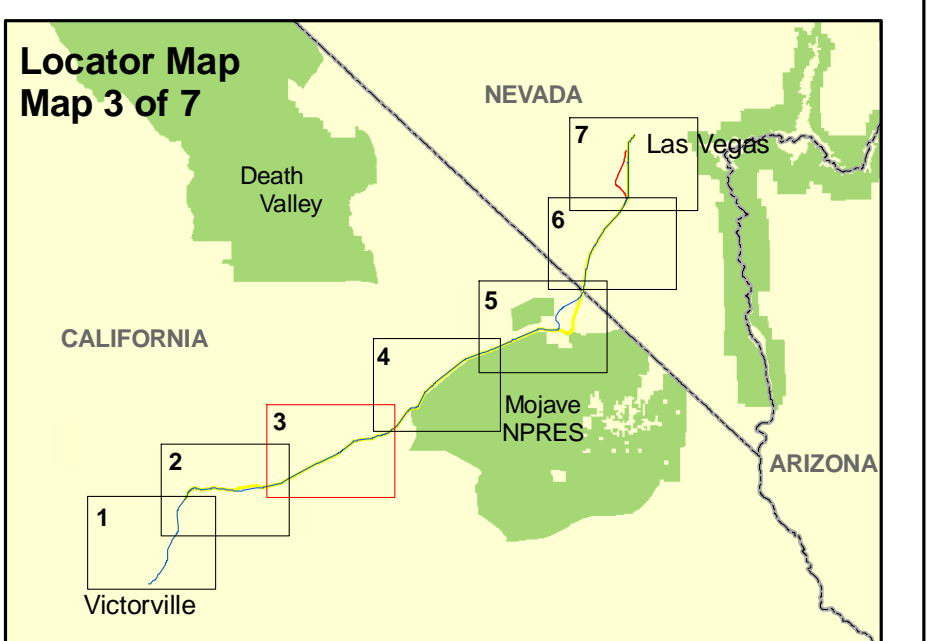 Locator Map
Map 3 of 7
NEVADA
7
Las Vegas
Death
Valley
6
5
CALIFORNIA
4
Mojave
NPRES
3
ARIZONA
2
1
Victorville